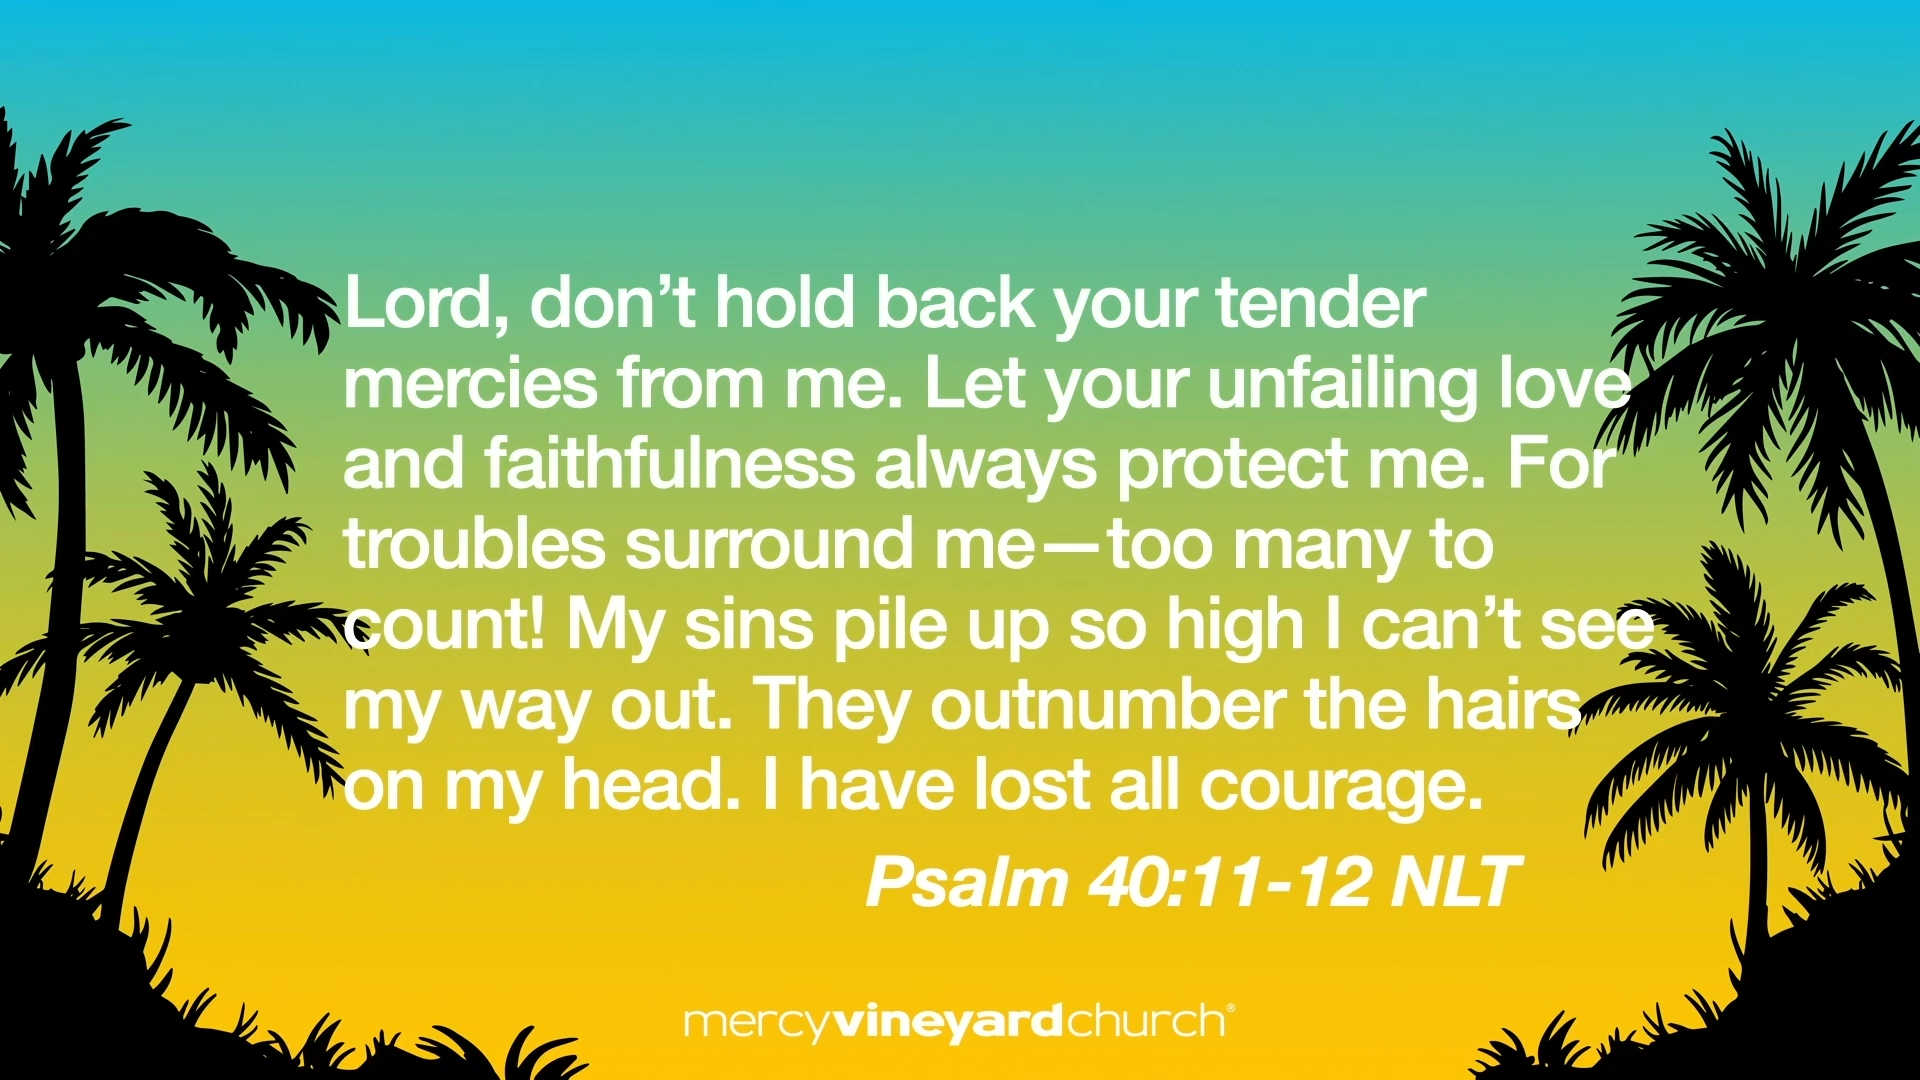 Lord, don’t hold back your tender
mercies from me. Let your unfailing love
and faithfulness always protect me. For
troubles surround me—too many to
count! My sins pile up so high I can’t see
my way out. They outnumber the hairs
on my head. I have lost all courage.
Psalm 40:11-12 NLT
mercyvineyardchurch®